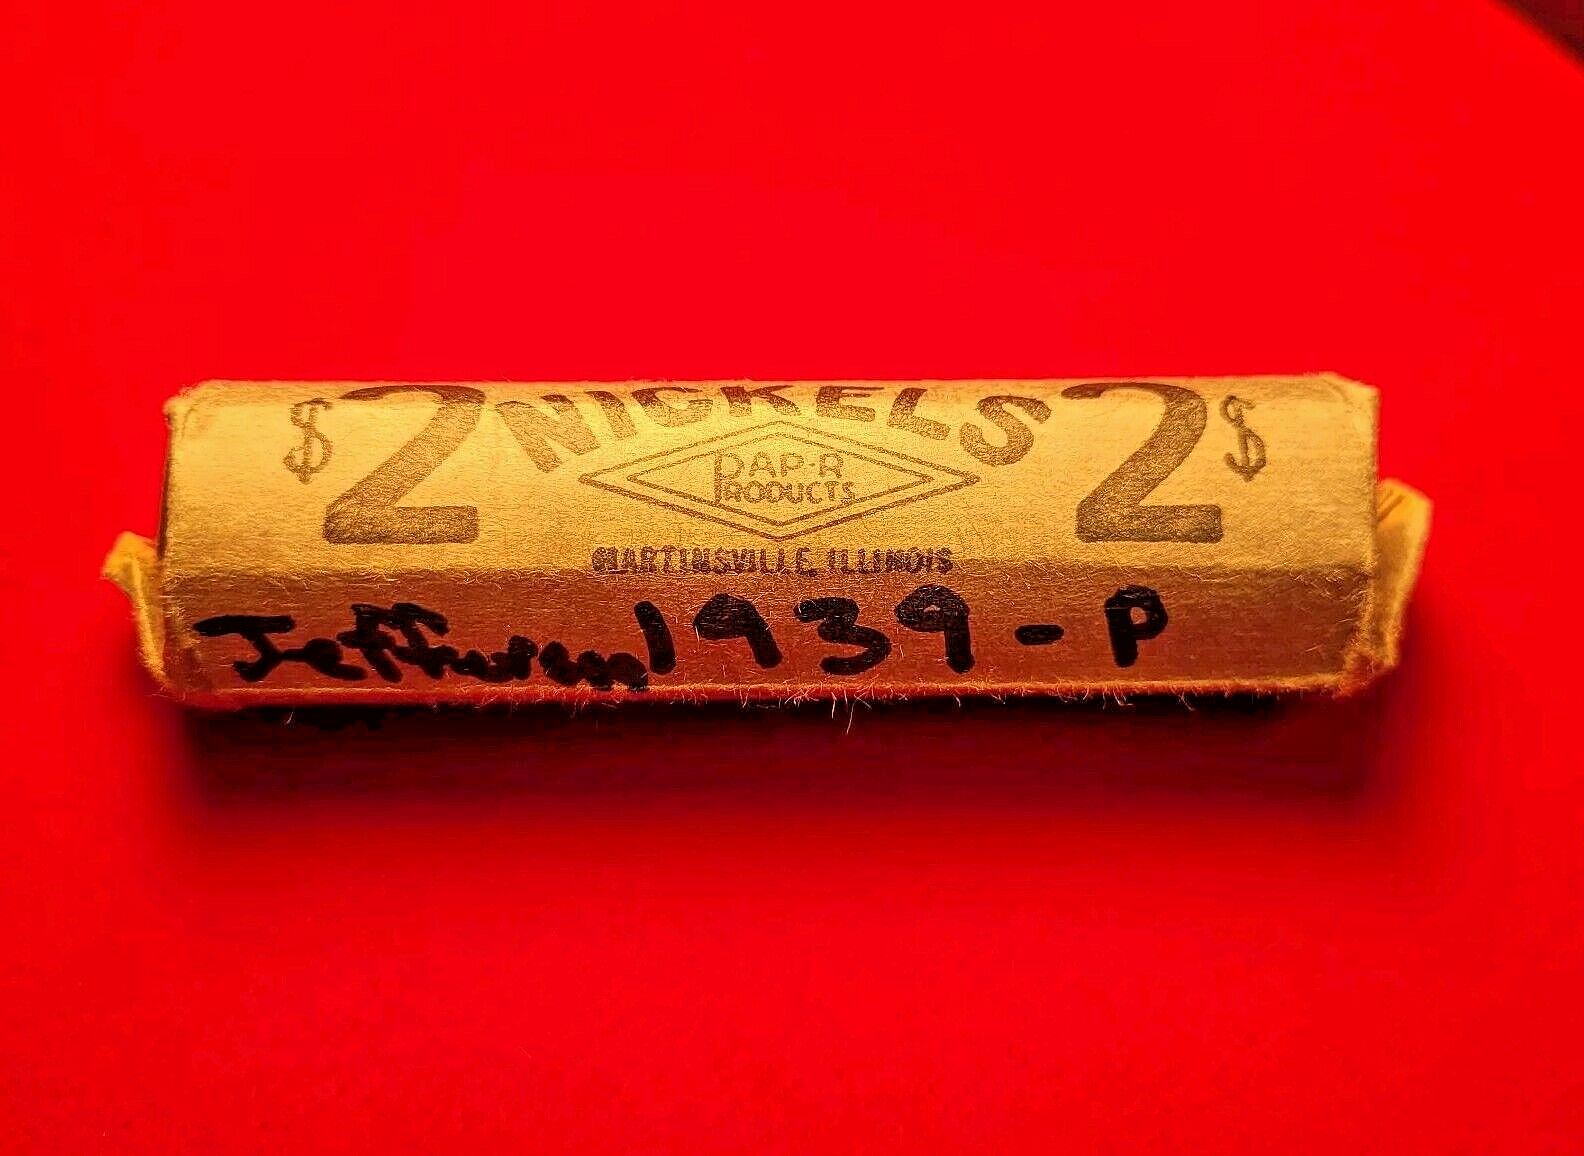 $2 NICKELS 2$
PAP-R
PRODUCTS
MARTINSVILLE, ILLINOIS
Jefferson 1939-P